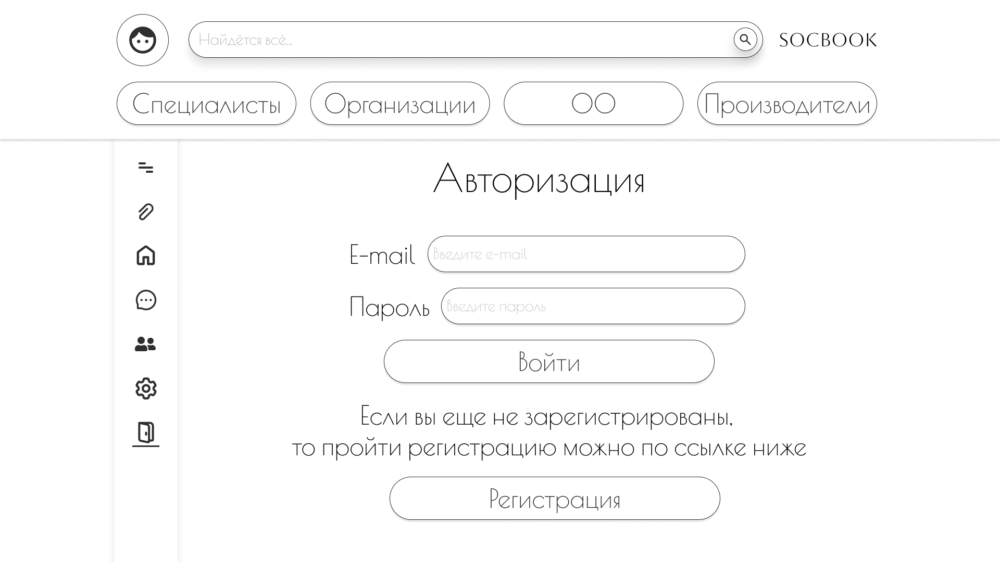 Найдётся всё...
SOCBOOK
Специалисты
Организации
ОО
Производители
Авторизация
E-mail
Введите e-mail
Пароль
Введите пароль
Войти
Если вы еще не зарегистрированы,
то пройти регистрацию можно по ссылке ниже
Регистрация